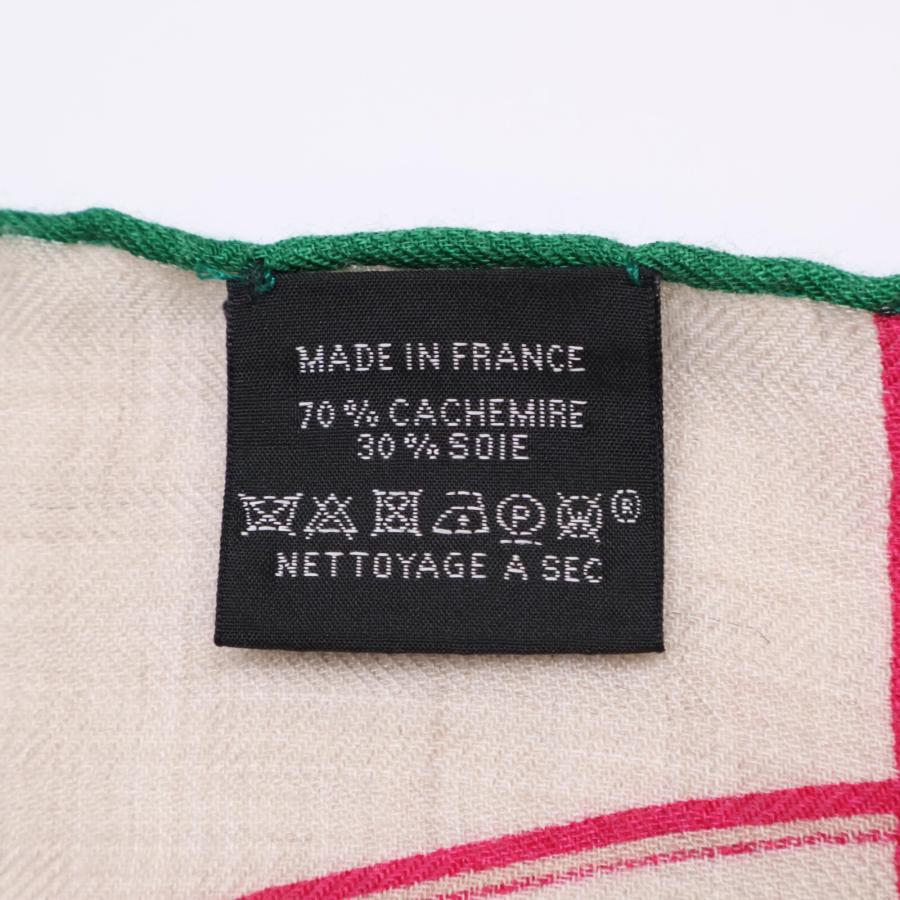 MADE IN FRANCE
70 % CACHEMIRE
30 % SOIE
P W ®
NETTOYAGE A SEC